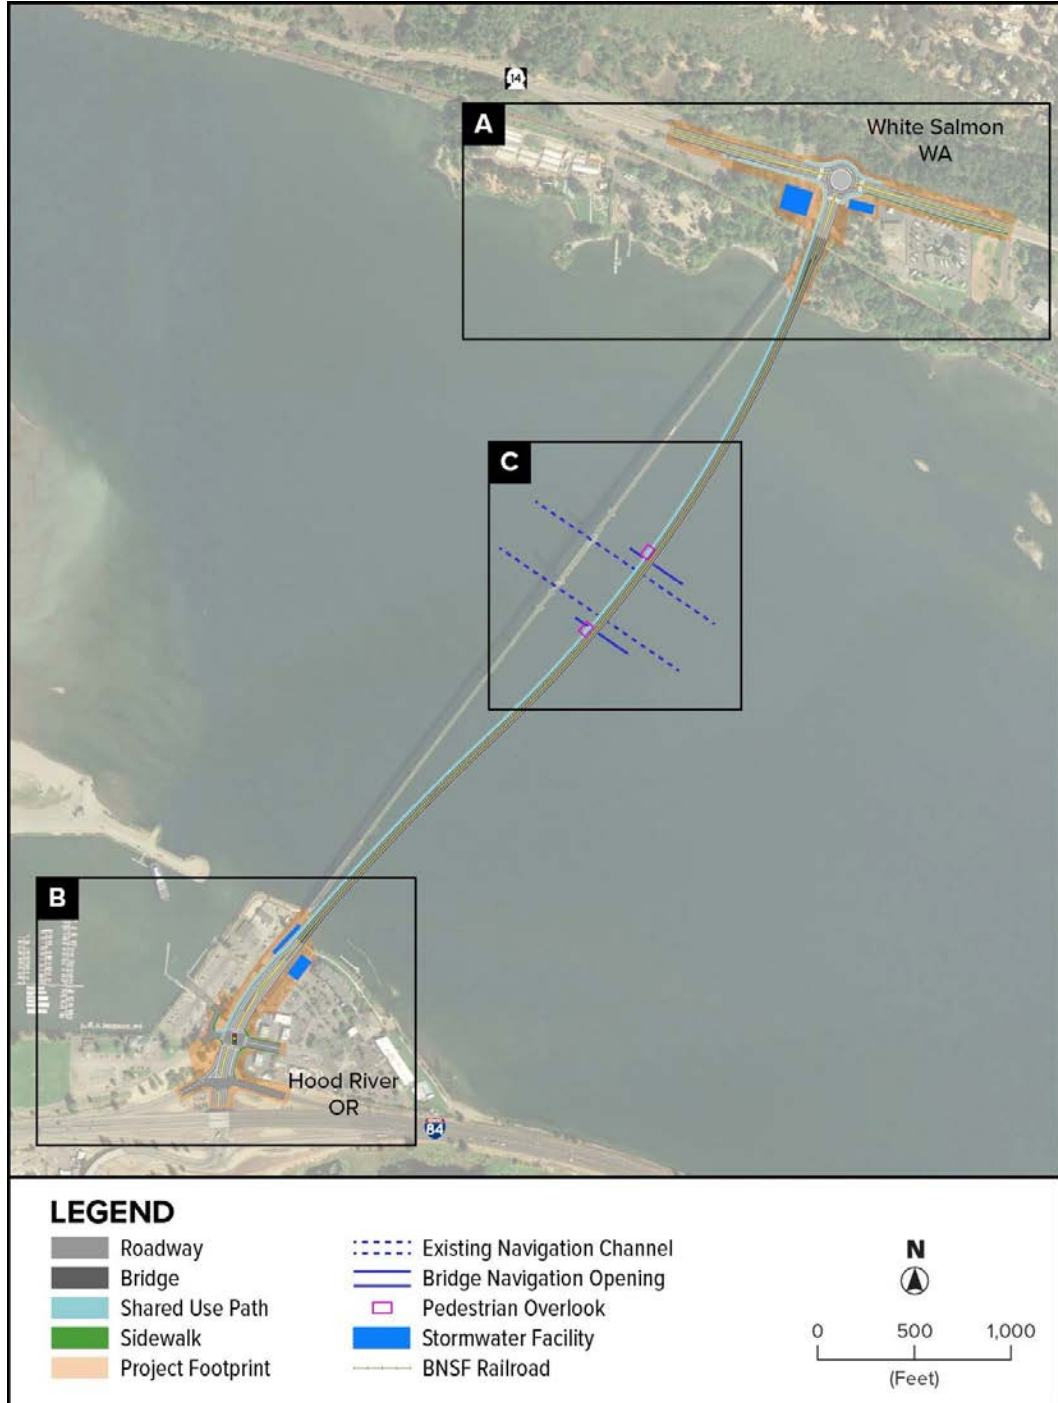 14
A
White Salmon
WA
C
B
Hood River
OR
84
LEGEND
Roadway
Bridge
Shared Use Path
Sidewalk
Project Footprint
Existing Navigation Channel
Bridge Navigation Opening
Pedestrian Overlook
Stormwater Facility
BNSF Railroad
N
0 500 1,000
(Feet)